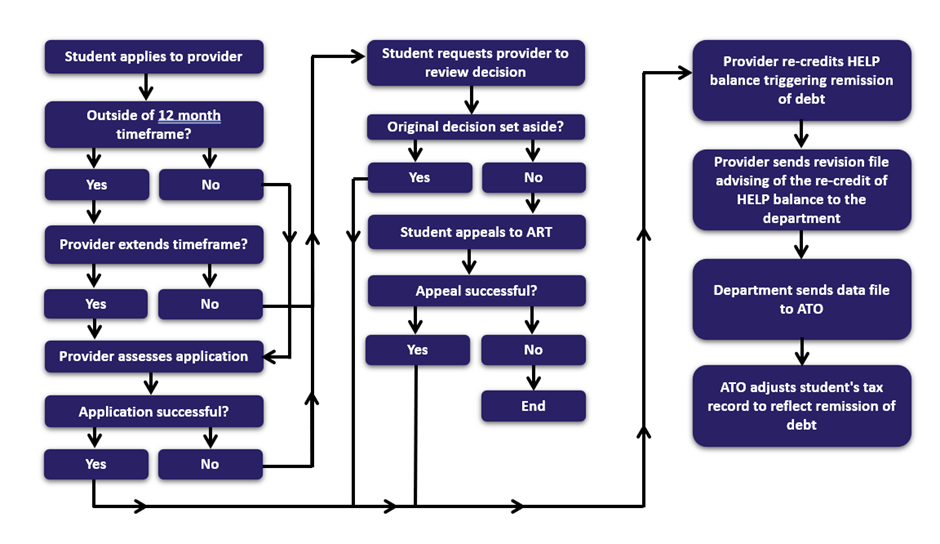 Student applies to provider
Outside of 12 month
timeframe?
Yes
No
Provider extends timeframe?
Yes
No
Provider assesses application
Application successful?
Yes
No
Student requests provider to
review decision
Original decision set aside?
Yes
No
Student appeals to ART
Appeal successful?
Yes
No
End
Provider re-credits HELP
balance triggering remission
of debt
Provider sends revision file
advising of the re-credit of
HELP balance to the
department
Department sends data file
to ATO
ATO adjusts student's tax
record to reflect remission of
debt